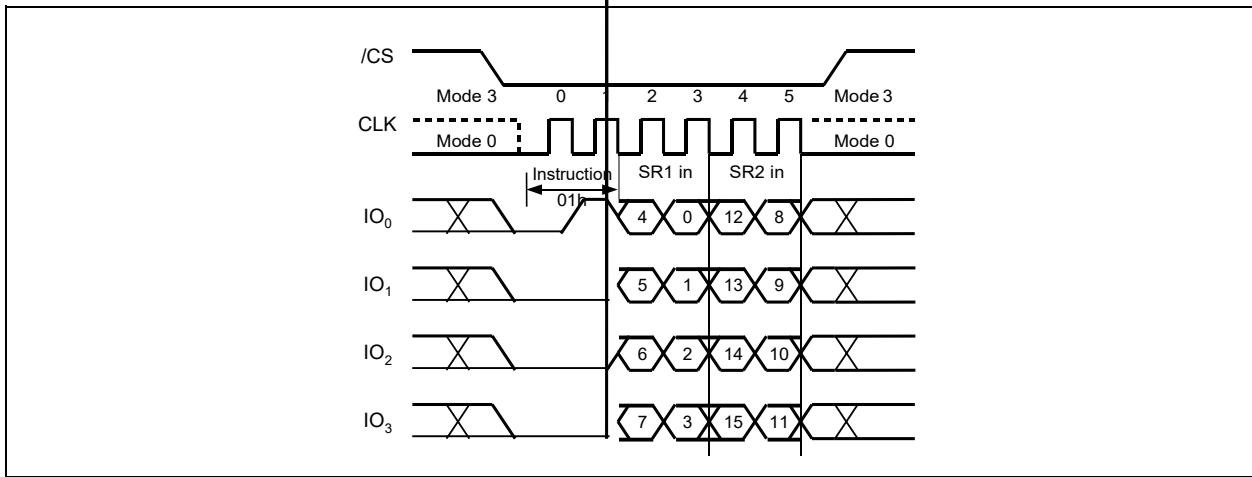 /CS
Mode 3 0 1 2 3 4 5 Mode 3
CLK
Mode 0 Mode 0
Instruction SR1 in SR2 in
01h
IO0 4 0 12 8
IO1 5 1 13 9
IO2 6 2 14 10
IO3 7 3 15 11